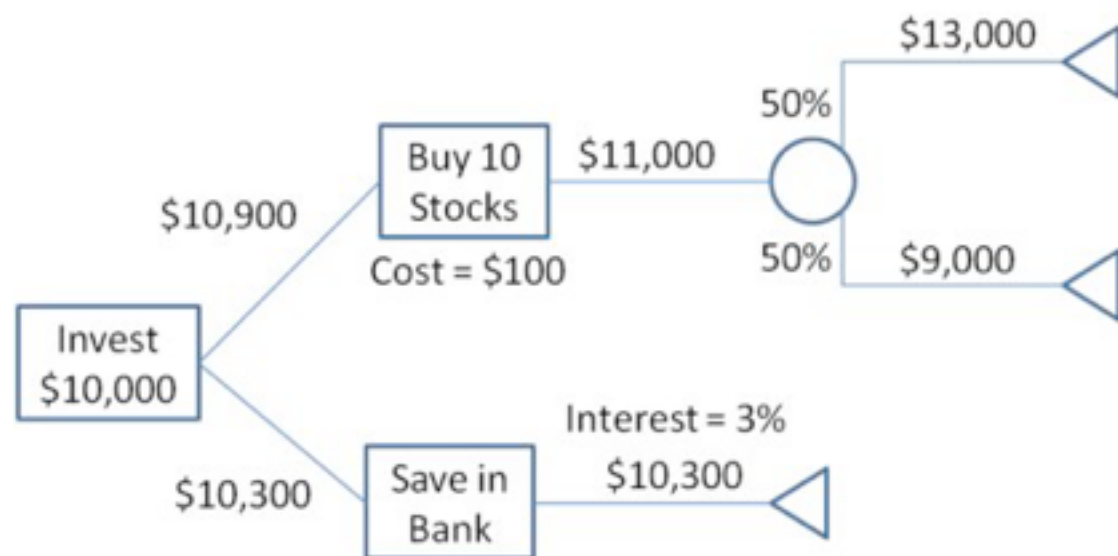 $13,000
50%
Buy 10
Stocks
$11,000
$10,900
50%
$9,000
Cost = $100
Invest
$10,000
Interest = 3%
$10,300
Save in
Bank
$10,300